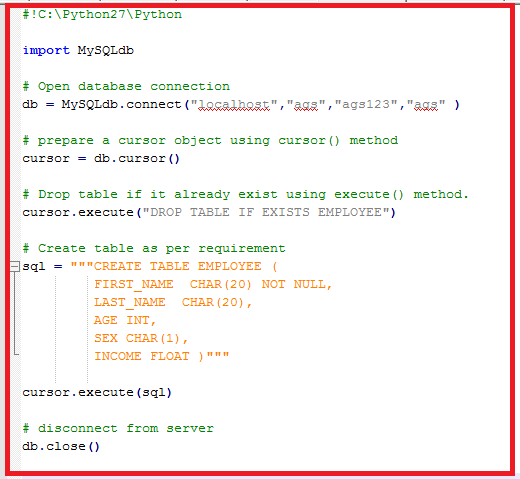 #!C:\Python27\Python
import MySQLdb
# Open database connection
db = MySQLdb.connect("localhost","ags","ags123","ags" )
# prepare a cursor object using cursor() method
cursor = db.cursor()
# Drop table if it already exist using execute() method.
cursor.execute("DROP TABLE IF EXISTS EMPLOYEE")
# Create table as per requirement
sql = """CREATE TABLE EMPLOYEE (
         FIRST_NAME  CHAR(20) NOT NULL,
         LAST_NAME  CHAR(20),
         AGE INT,
         SEX CHAR(1),
         INCOME FLOAT )"""
cursor.execute(sql)
# disconnect from server
db.close()